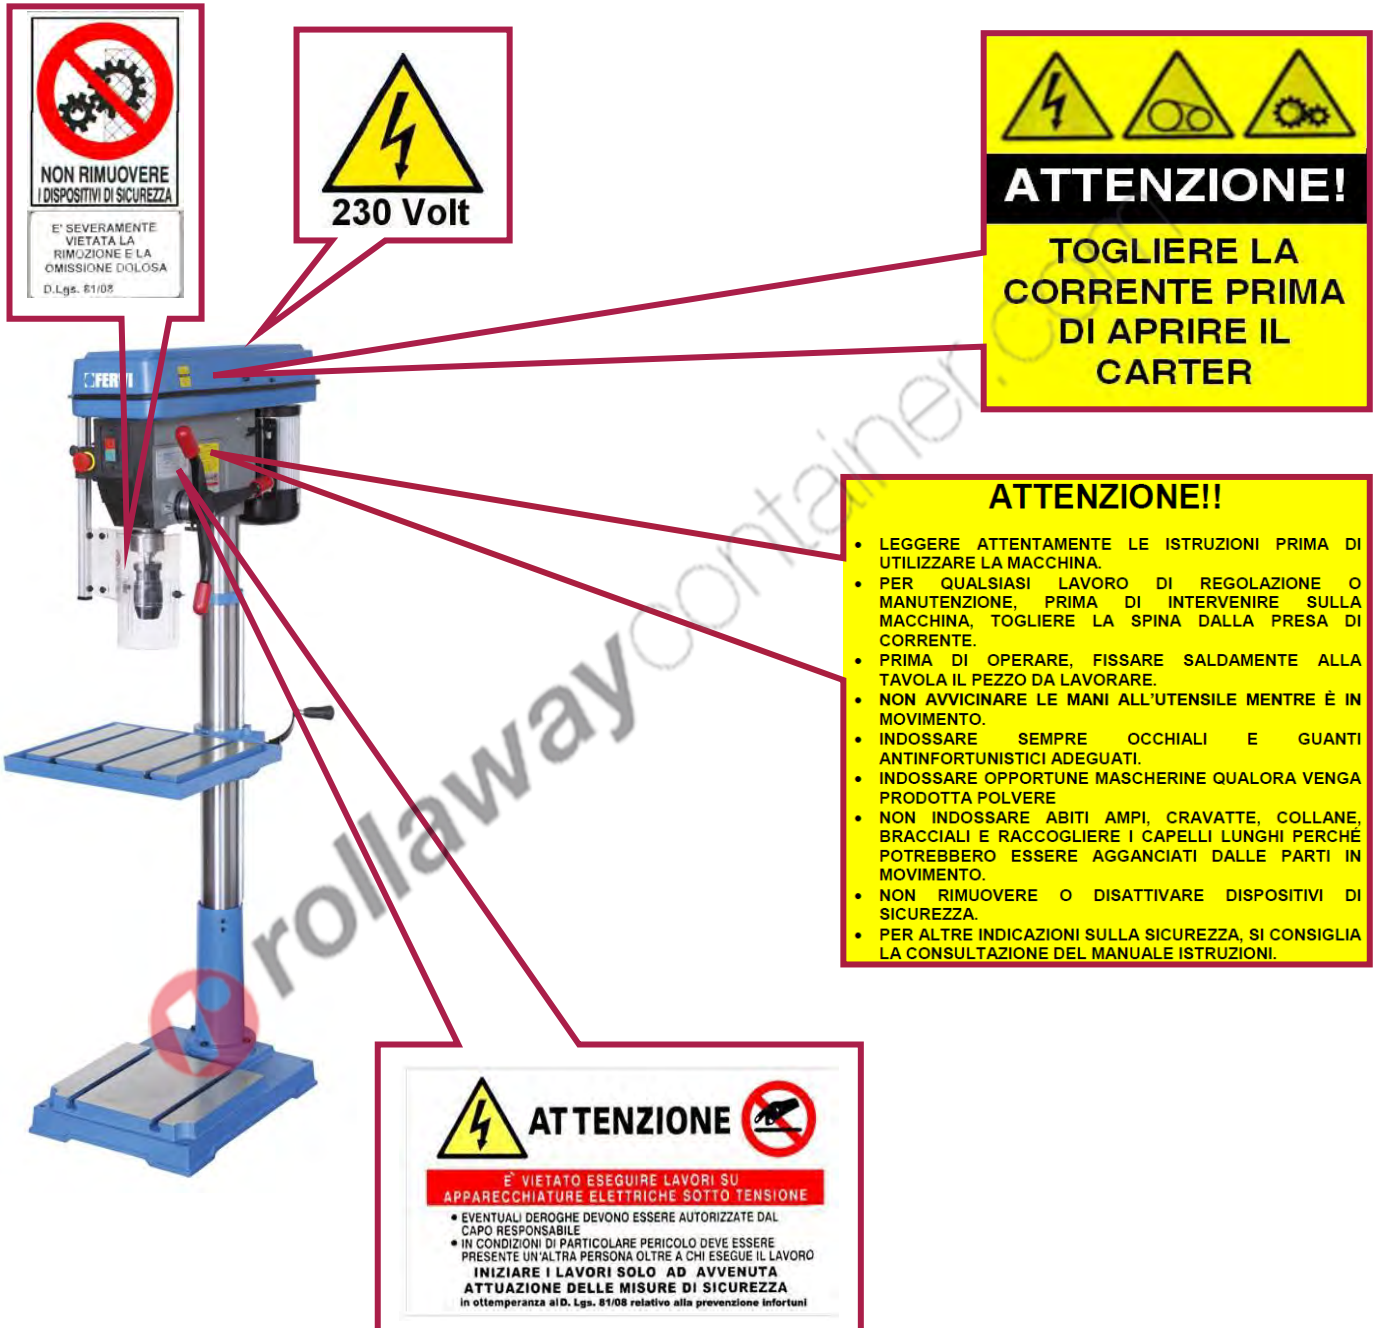 NON RIMUOVERE
I DISPOSITIVI DI SICUREZZA
E' SEVERAMENTE
VIETATA LA
RIMOZIONE E LA
OMISSIONE DOLOSA
D.Lgs. 81/08
230 Volt
ATTENZIONE!
TOGLIERE LA
CORRENTE PRIMA
DI APRIRE IL
CARTER
FERVI
ATTENZIONE!!
• LEGGERE ATTENTAMENTE LE ISTRUZIONI PRIMA DI
UTILIZZARE LA MACCHINA.
• PER QUALSIASI LAVORO DI REGOLAZIONE O
MANUTENZIONE, PRIMA DI INTERVENIRE SULLA
MACCHINA, TOGLIERE LA SPINA DALLA PRESA DI
CORRENTE.
• PRIMA DI OPERARE, FISSARE SALDAMENTE ALLA
TAVOLA IL PEZZO DA LAVORARE.
• NON AVVICINARE LE MANI ALL'UTENSILE MENTRE È IN
MOVIMENTO.
• INDOSSARE SEMPRE OCCHIALI E GUANTI
ANTINFORTUNISTICI ADEGUATI.
• INDOSSARE OPPORTUNE MASCHERINE QUALORA VENGA
PRODOTTA POLVERE
• NON INDOSSARE ABITI AMPI, CRAVATTE, COLLANE,
BRACCIALI E RACCOGLIERE I CAPELLI LUNGHI PERCHÉ
POTREBBERO ESSERE AGGANCIATI DALLE PARTI IN
MOVIMENTO.
• NON RIMUOVERE O DISATTIVARE DISPOSITIVI DI
SICUREZZA.
• PER ALTRE INDICAZIONI SULLA SICUREZZA, SI CONSIGLIA
LA CONSULTAZIONE DEL MANUALE ISTRUZIONI.
rollawaycontainer.com
ATTENZIONE
È VIETATO ESEGUIRE LAVORI SU
APPARECCHIATURE ELETTRICHE SOTTO TENSIONE
• EVENTUALI DEROGHE DEVONO ESSERE AUTORIZZATE DAL
CAPO RESPONSABILE
• IN CONDIZIONI DI PARTICOLARE PERICOLO DEVE ESSERE
PRESENTE UN'ALTRA PERSONA OLTRE A CHI ESEGUE IL LAVORO
INIZIARE I LAVORI SOLO AD AVVENUTA
ATTUAZIONE DELLE MISURE DI SICUREZZA
in ottemperanza al D. Lgs. 81/08 relativo alla prevenzione infortuni